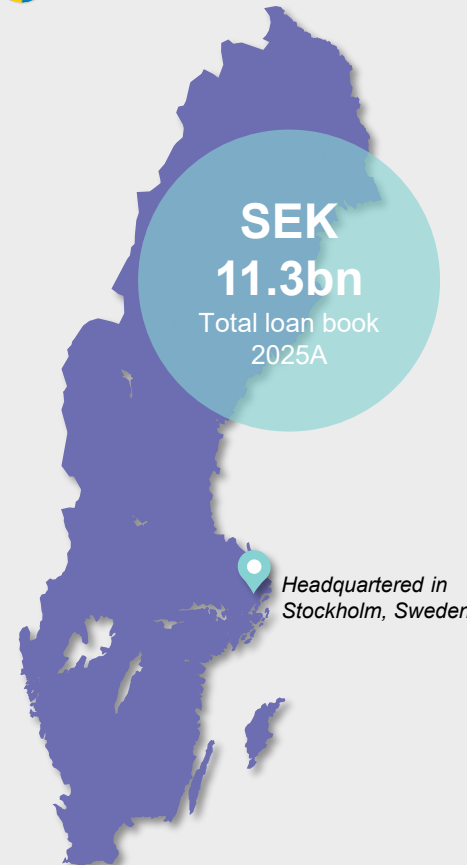 SEK
11.3bn
Total loan book
2025A
Headquartered in
Stockholm, Sweden